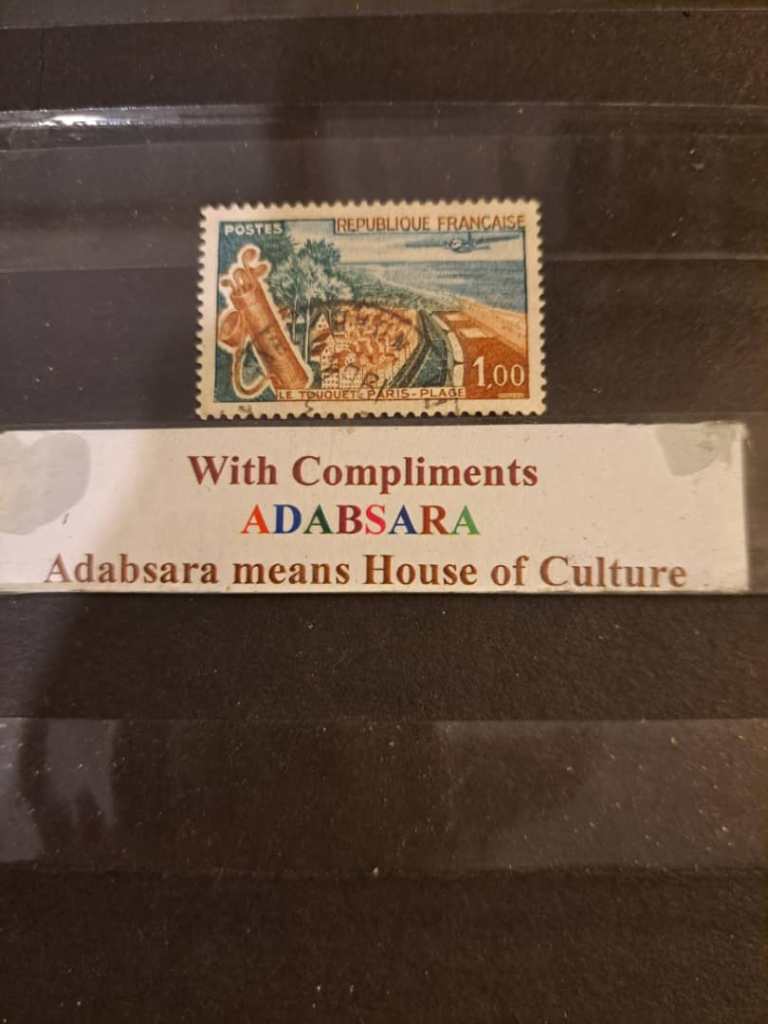 POSTES
REPUBLIQUE FRANÇAISE
1,00
LE TOUQUET - PARIS - PLAGE
With Compliments
ADABSARA
Adabsara means House of Culture